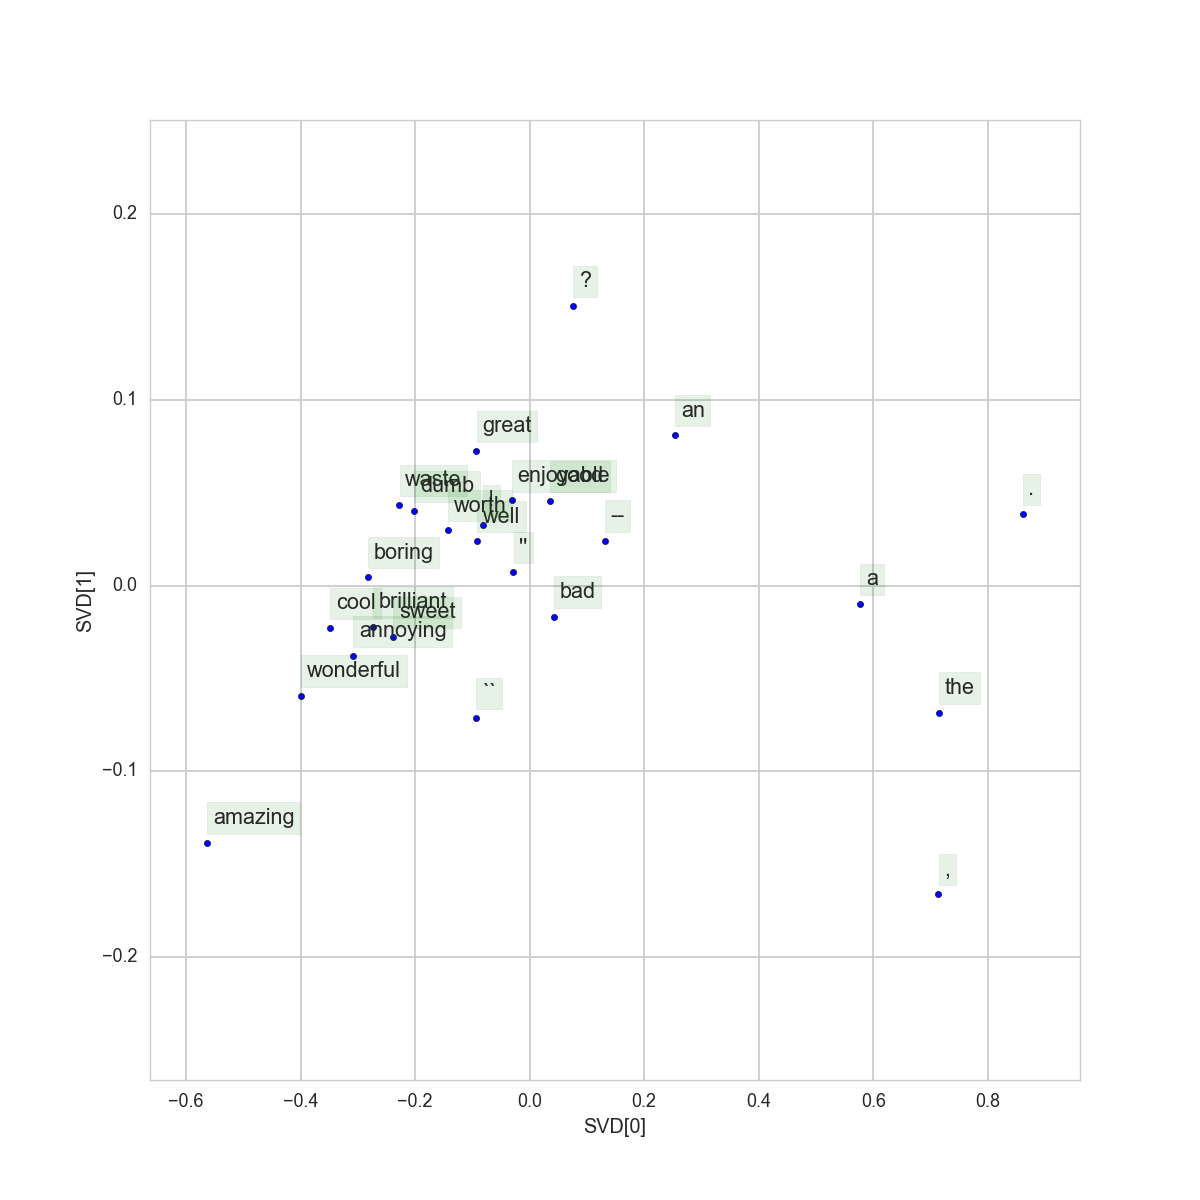 0.2
?
0.1
an
great
waste
dumb
enjoyable
good
!
worth
.
well
--
"
boring
0.0
bad
a
cool
brilliant
sweet
annoying
wonderful
``
the
−0.1
amazing
,
−0.2
−0.6
−0.4
−0.2
0.0
0.2
0.4
0.6
0.8
SVD[0]
SVD[1]